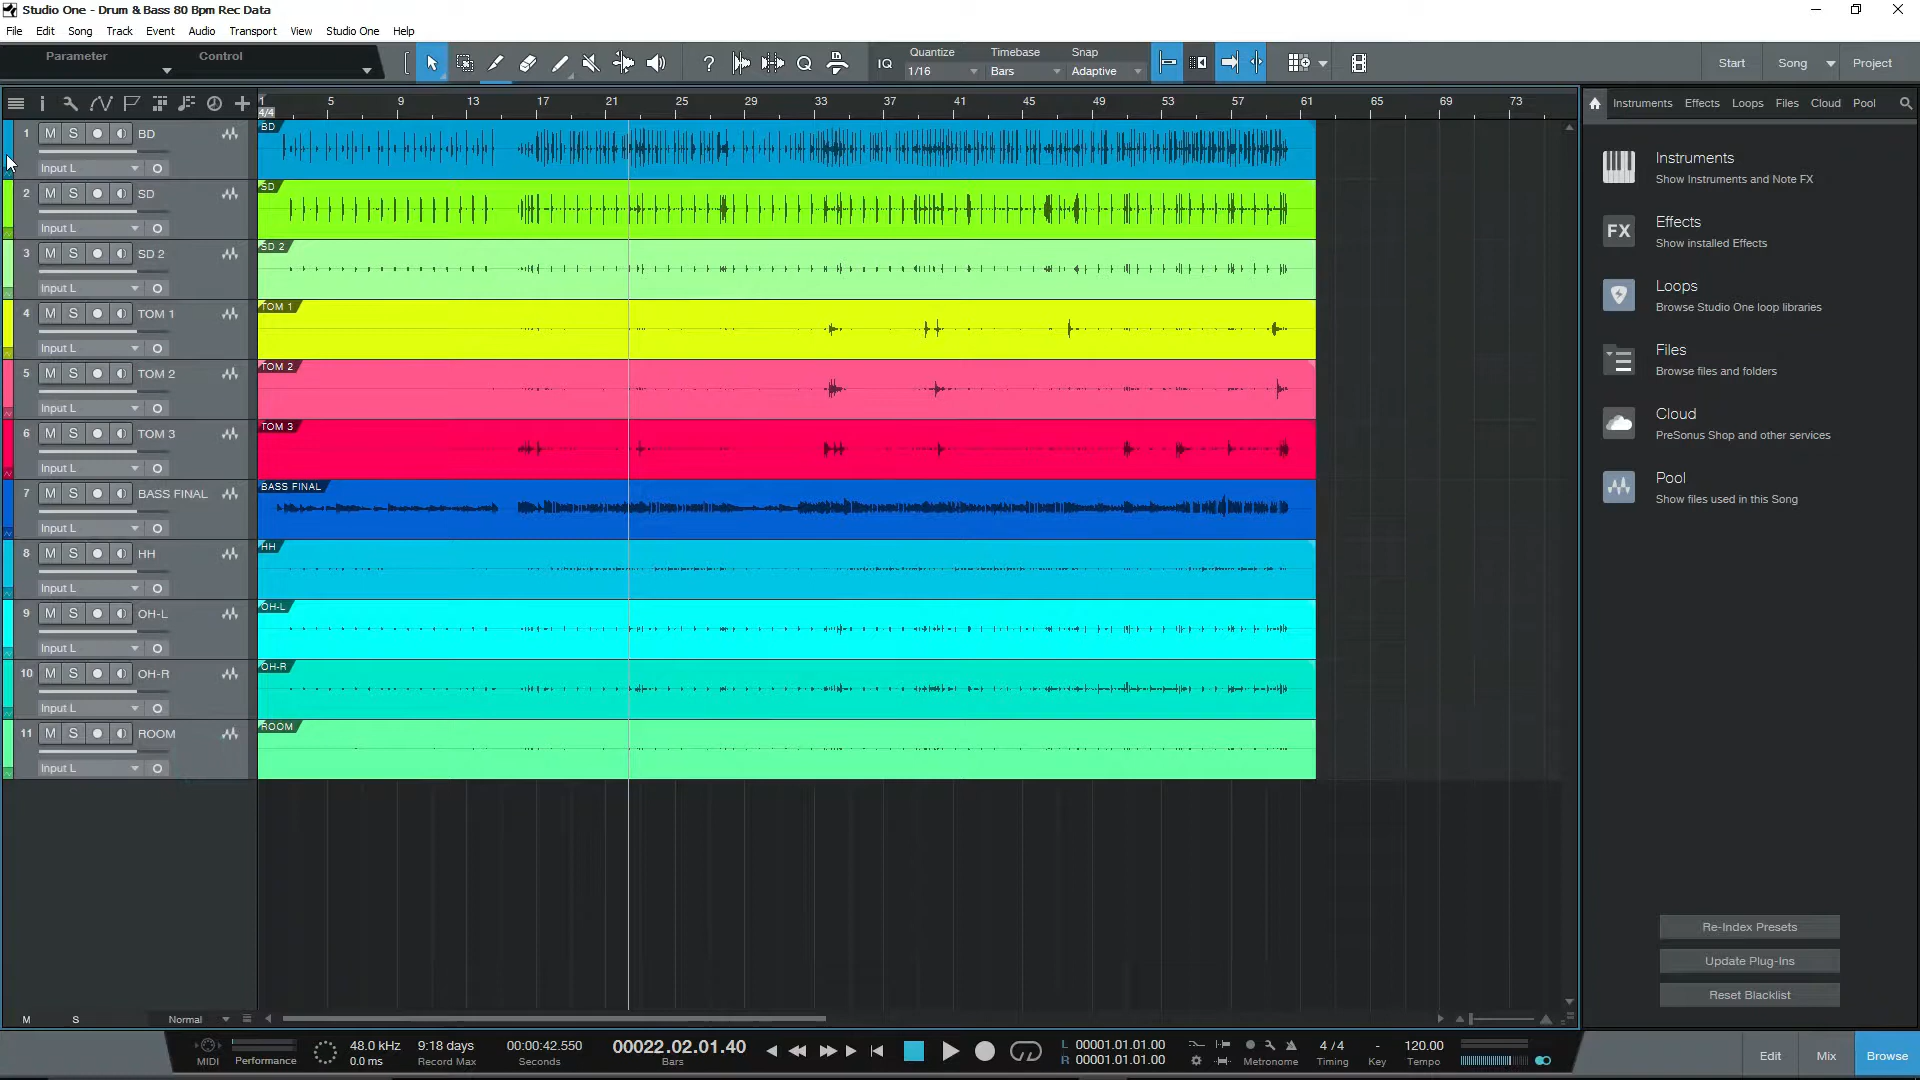 Studio One - Drum & Bass 80 Bpm Rec Data
File Edit Song Track Event Audio Transport View Studio One Help
Parameter Control
IQ
Quantize Timebase Snap
1/16 Bars Adaptive
Start Song Project
1 5 9 13 17 21 25 29 33 37 41 45 49 53 57 61 65 69 73
4/4
Instruments Effects Loops Files Cloud Pool
1 M S BD
Input L
BD
2 M S SD
Input L
SD
3 M S SD 2
Input L
SD 2
4 M S TOM 1
Input L
TOM 1
5 M S TOM 2
Input L
TOM 2
6 M S TOM 3
Input L
TOM 3
7 M S BASS FINAL
Input L
BASS FINAL
8 M S HH
Input L
HH
9 M S OH-L
Input L
OH-L
10 M S OH-R
Input L
OH-R
11 M S ROOM
Input L
ROOM
Instruments
Show Instruments and Note FX
FX
Effects
Show installed Effects
Loops
Browse Studio One loop libraries
Files
Browse files and folders
Cloud
PreSonus Shop and other services
Pool
Show files used in this Song
Re-Index Presets
Update Plug-Ins
Reset Blacklist
M S Normal
MIDI
Performance
48.0 kHz
0.0 ms
9:18 days
Record Max
00:00:42.550
Seconds
00022.02.01.40
Bars
L 00001.01.01.00
R 00001.01.01.00
Metronome
4 / 4
Timing
-
Key
120.00
Tempo
Edit Mix Browse